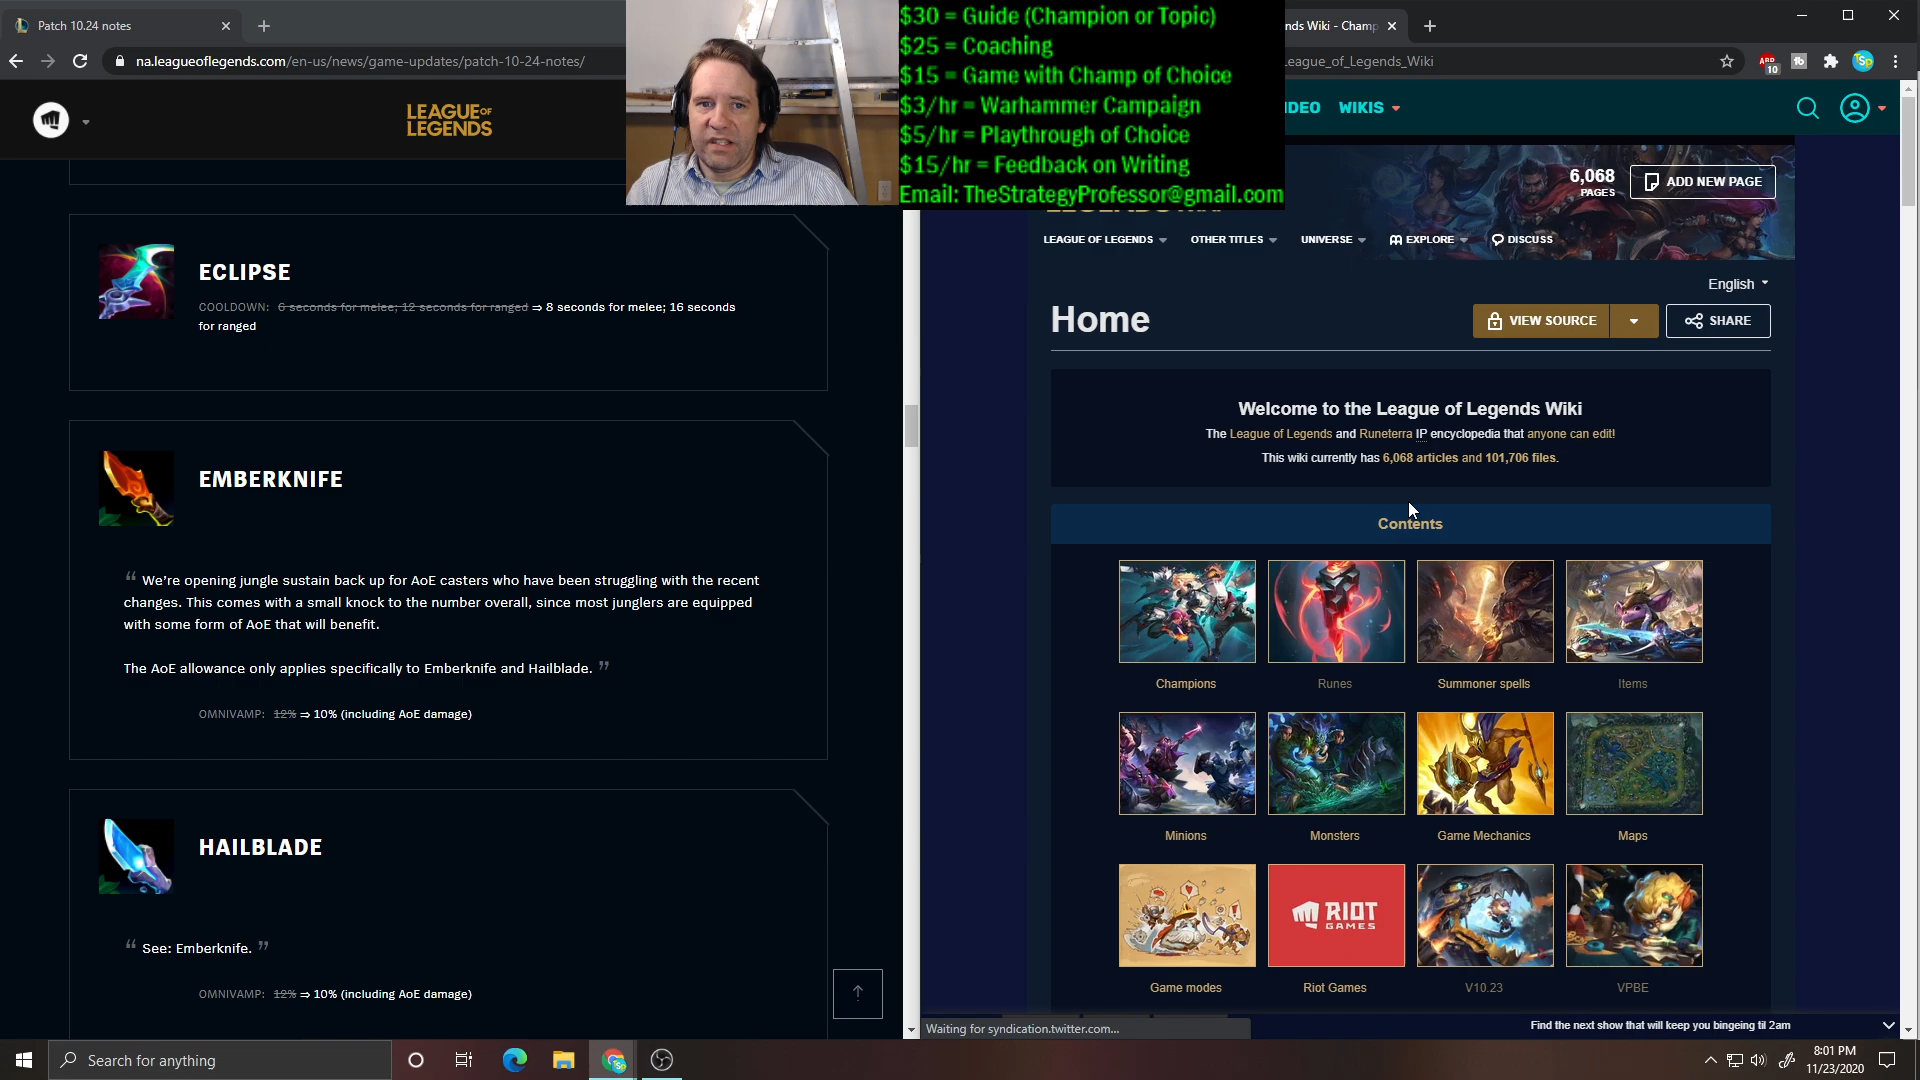 Patch 10.24 notes
na.leagueoflegends.com/en-us/news/game-updates/patch-10-24-notes/
LEAGUE OF
LEGENDS
ECLIPSE
COOLDOWN: 6 seconds for melee; 12 seconds for ranged ⇒ 8 seconds for melee; 16 seconds
for ranged
EMBERKNIFE
“ We’re opening jungle sustain back up for AoE casters who have been struggling with the recent
changes. This comes with a small knock to the number overall, since most junglers are equipped
with some form of AoE that will benefit.
The AoE allowance only applies specifically to Emberknife and Hailblade. ”
OMNIVAMP: 12% ⇒ 10% (including AoE damage)
HAILBLADE
“ See: Emberknife. ”
OMNIVAMP: 12% ⇒ 10% (including AoE damage)
$30 = Guide (Champion or Topic)
$25 = Coaching
$15 = Game with Champ of Choice
$3/hr = Warhammer Campaign
$5/hr = Playthrough of Choice
$15/hr = Feedback on Writing
Email: TheStrategyProfessor@gmail.com
nds Wiki - Champ
eague_of_Legends_Wiki
ABP
10
IDEO WIKIS
6,068
PAGES
ADD NEW PAGE
LEAGUE OF LEGENDS OTHER TITLES UNIVERSE EXPLORE DISCUSS
English
Home
VIEW SOURCE
SHARE
Welcome to the League of Legends Wiki
The League of Legends and Runeterra IP encyclopedia that anyone can edit!
This wiki currently has 6,068 articles and 101,706 files.
Contents
Champions Runes Summoner spells Items
Minions Monsters Game Mechanics Maps
RIOT
GAMES
Game modes Riot Games V10.23 VPBE
Waiting for syndication.twitter.com...
Find the next show that will keep you bingeing til 2am
Search for anything
8:01 PM
11/23/2020